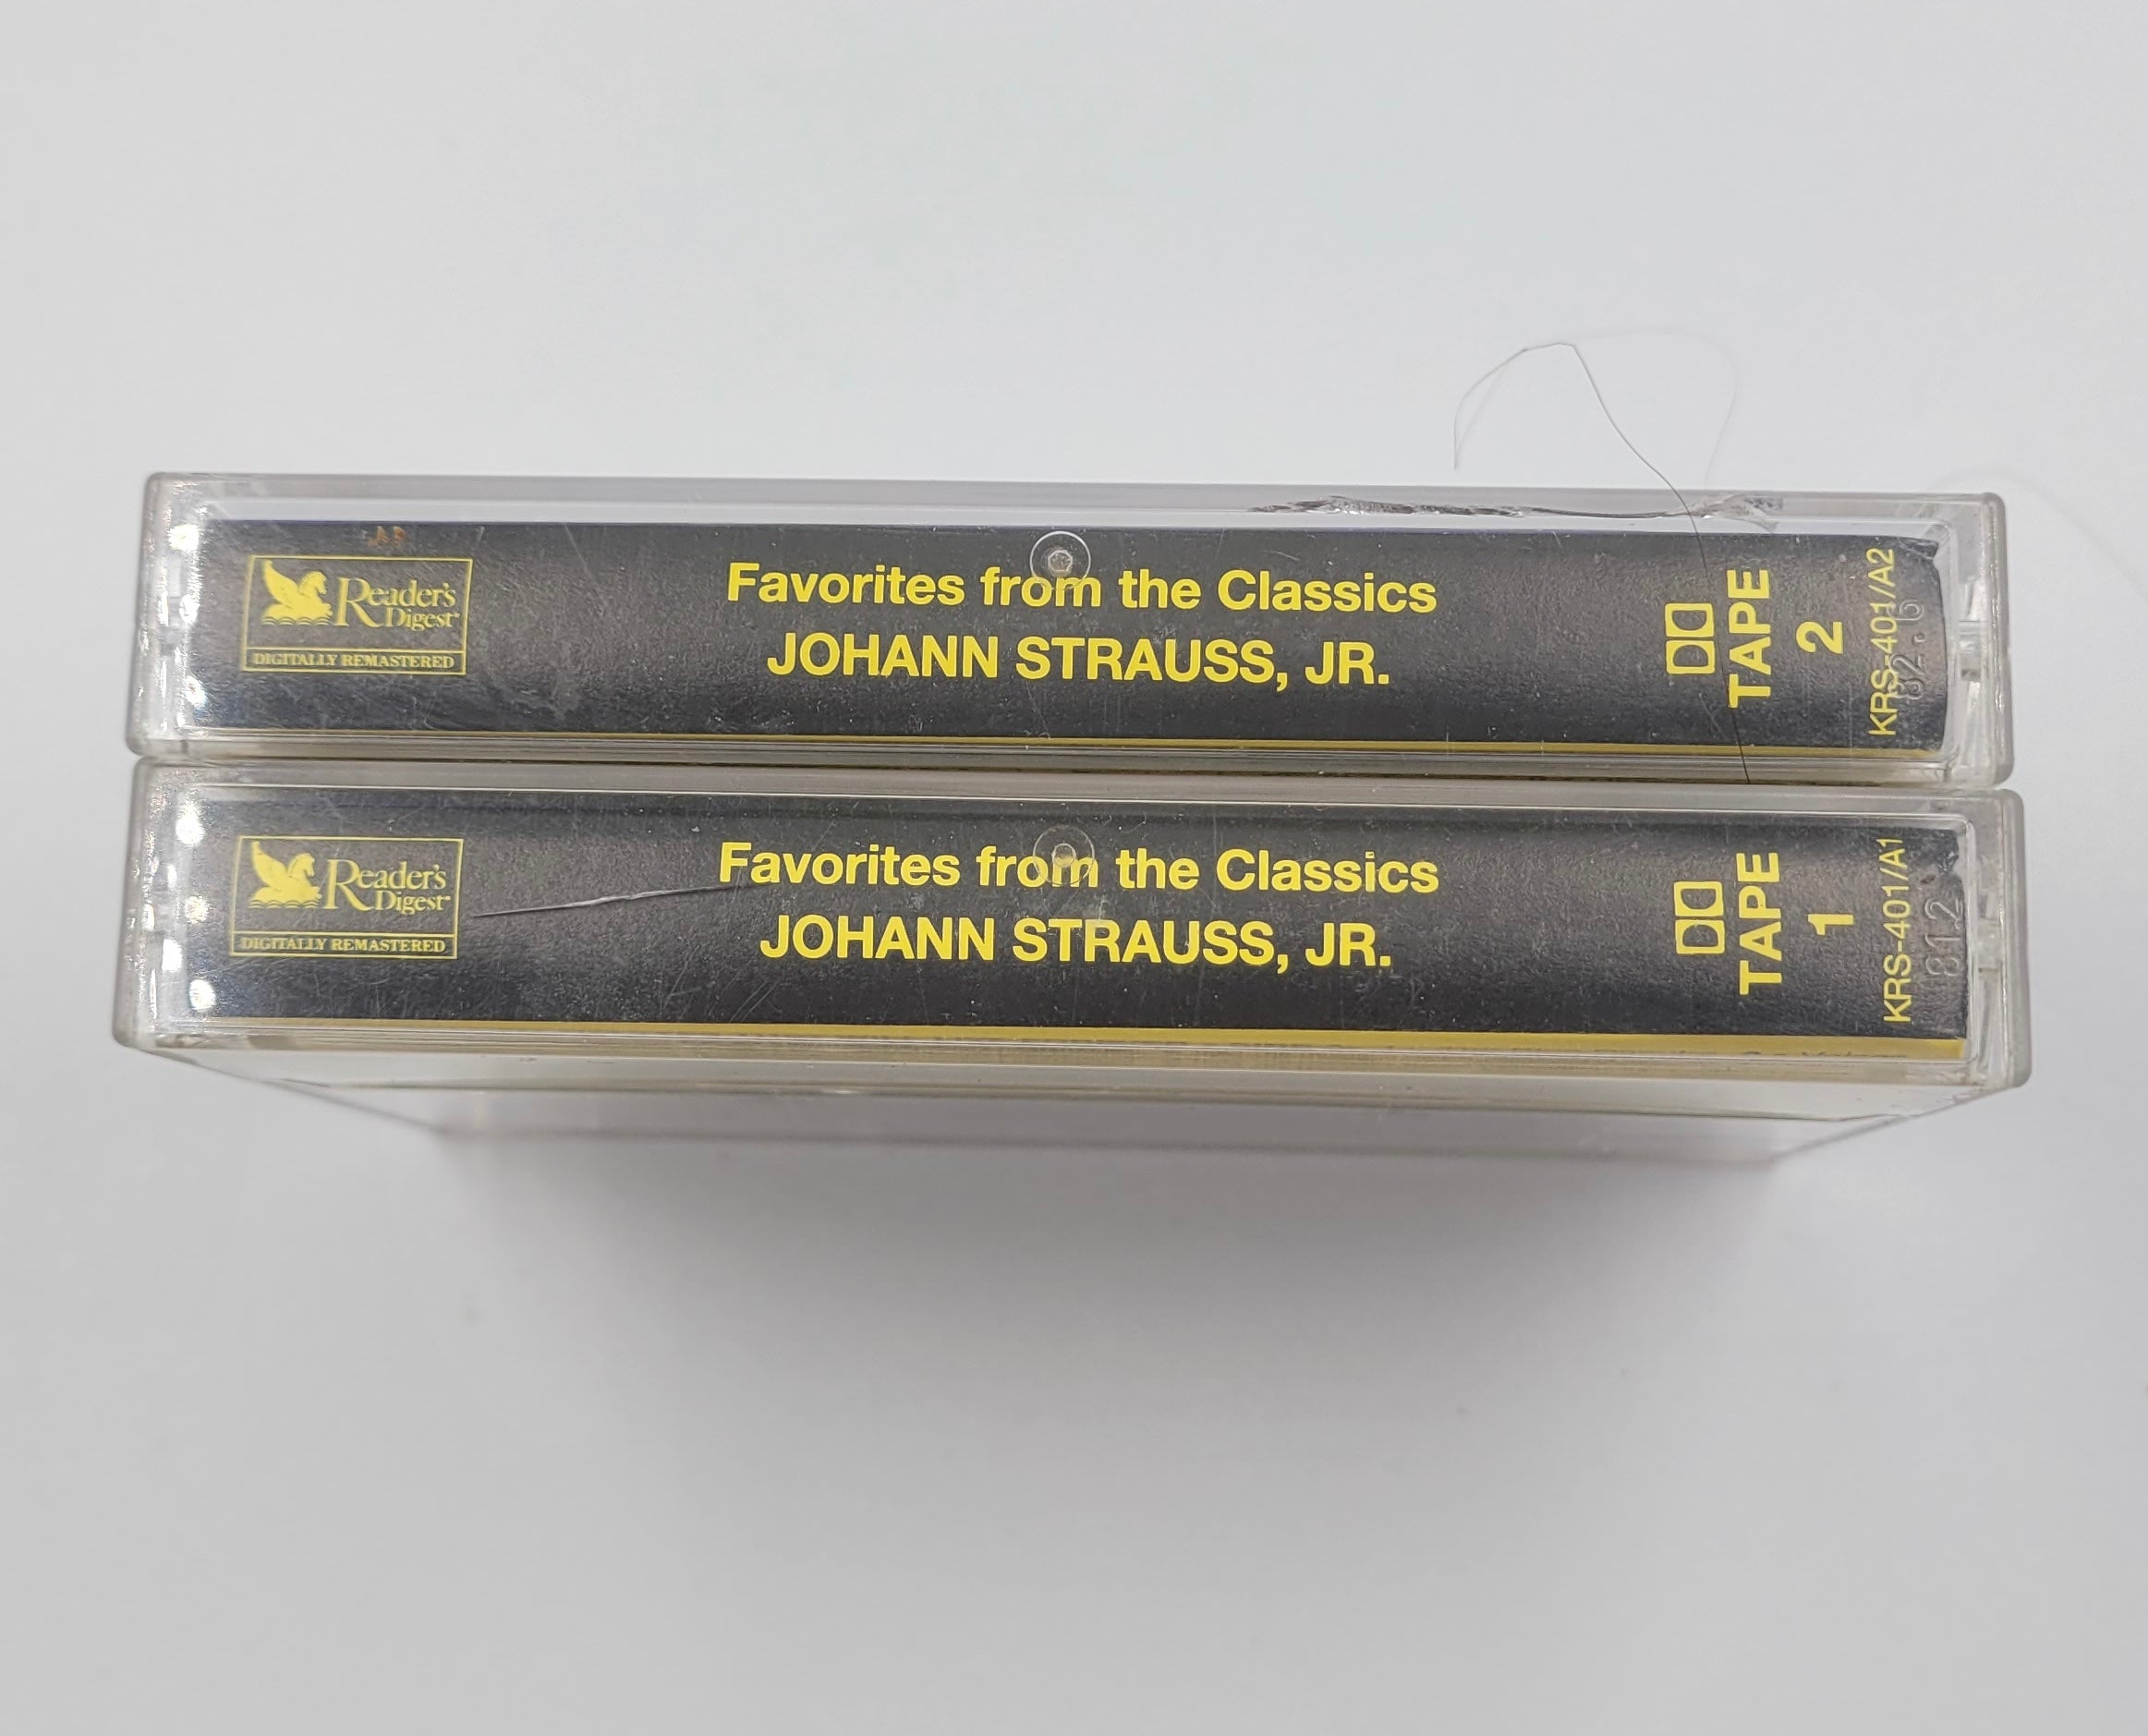 Reader's
Digest
DIGITALLY REMASTERED
Favorites from the Classics
JOHANN STRAUSS, JR.
TAPE
2
KRS-401/A2
Reader's
Digest
DIGITALLY REMASTERED
Favorites from the Classics
JOHANN STRAUSS, JR.
TAPE
1
KRS-401/A1
812